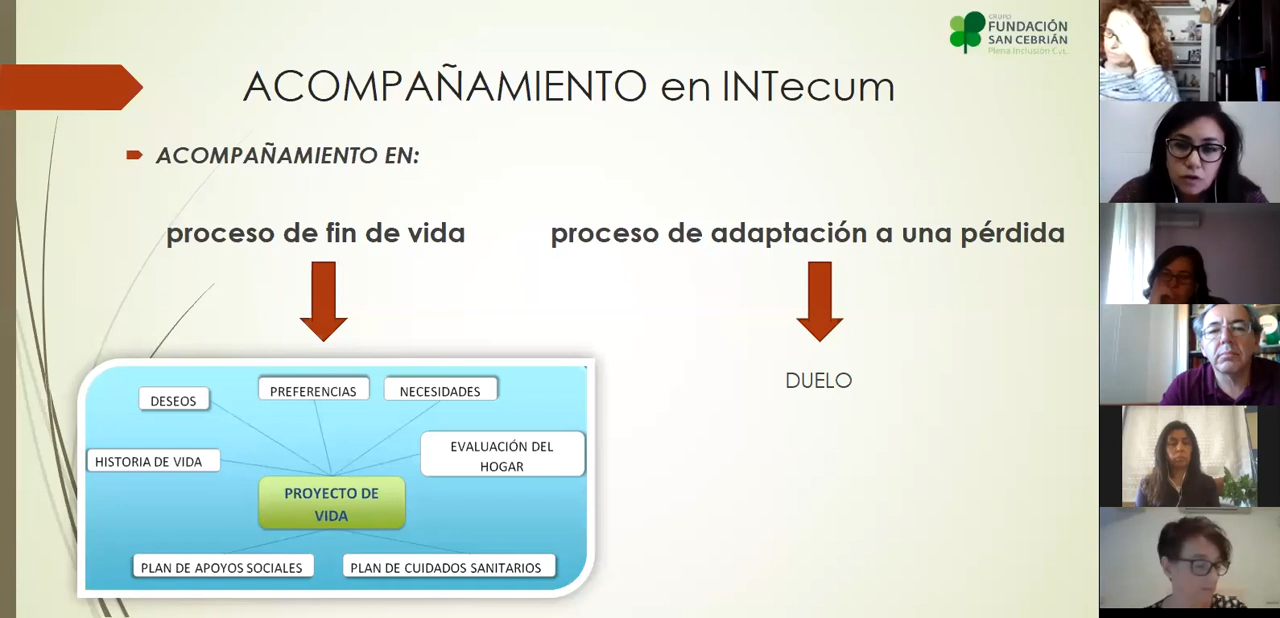 GRUPO
FUNDACIÓN
SAN CEBRIÁN
Plena Inclusión CyL
ACOMPAÑAMIENTO en INTecum
ACOMPAÑAMIENTO EN:
proceso de fin de vida
proceso de adaptación a una pérdida
DESEOS
PREFERENCIAS
NECESIDADES
HISTORIA DE VIDA
EVALUACIÓN DEL
HOGAR
PROYECTO DE
VIDA
PLAN DE APOYOS SOCIALES
PLAN DE CUIDADOS SANITARIOS
DUELO